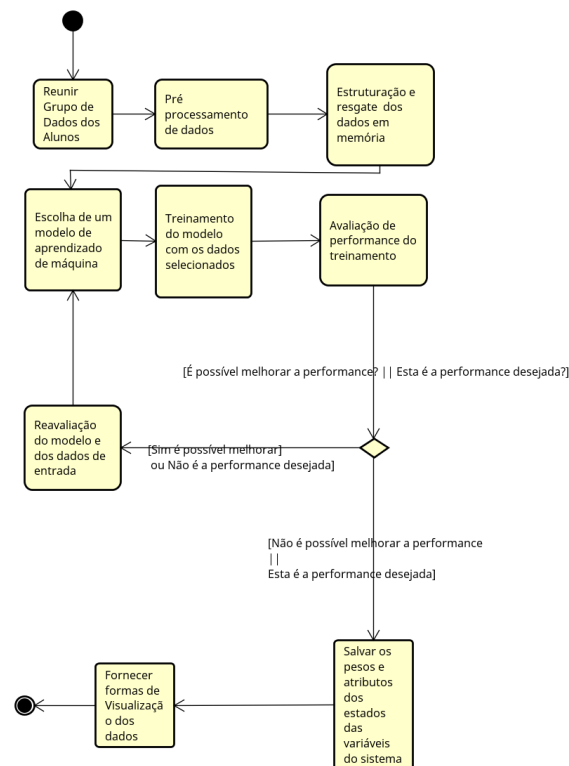 Reunir
Grupo de
Dados dos
Alunos
Pré
processamento
de dados
Estruturação e
resgate  dos
dados em
memória
Escolha de um
modelo de
aprendizado
de máquina
Treinamento
do modelo
com os dados
selecionados
Avaliação de
performance do
treinamento
[É possível melhorar a performance? || Esta é a performance desejada?]
Reavaliação
do modelo e
dos dados de
entrada
[Sim é possível melhorar]
ou Não é a performance desejada]
[Não é possível melhorar a performance
||
Esta é a performance desejada]
Salvar os
pesos e
atributos
dos
estados
das
variáveis
do sistema
Fornecer
formas de
Visualizaçã
o dos
dados